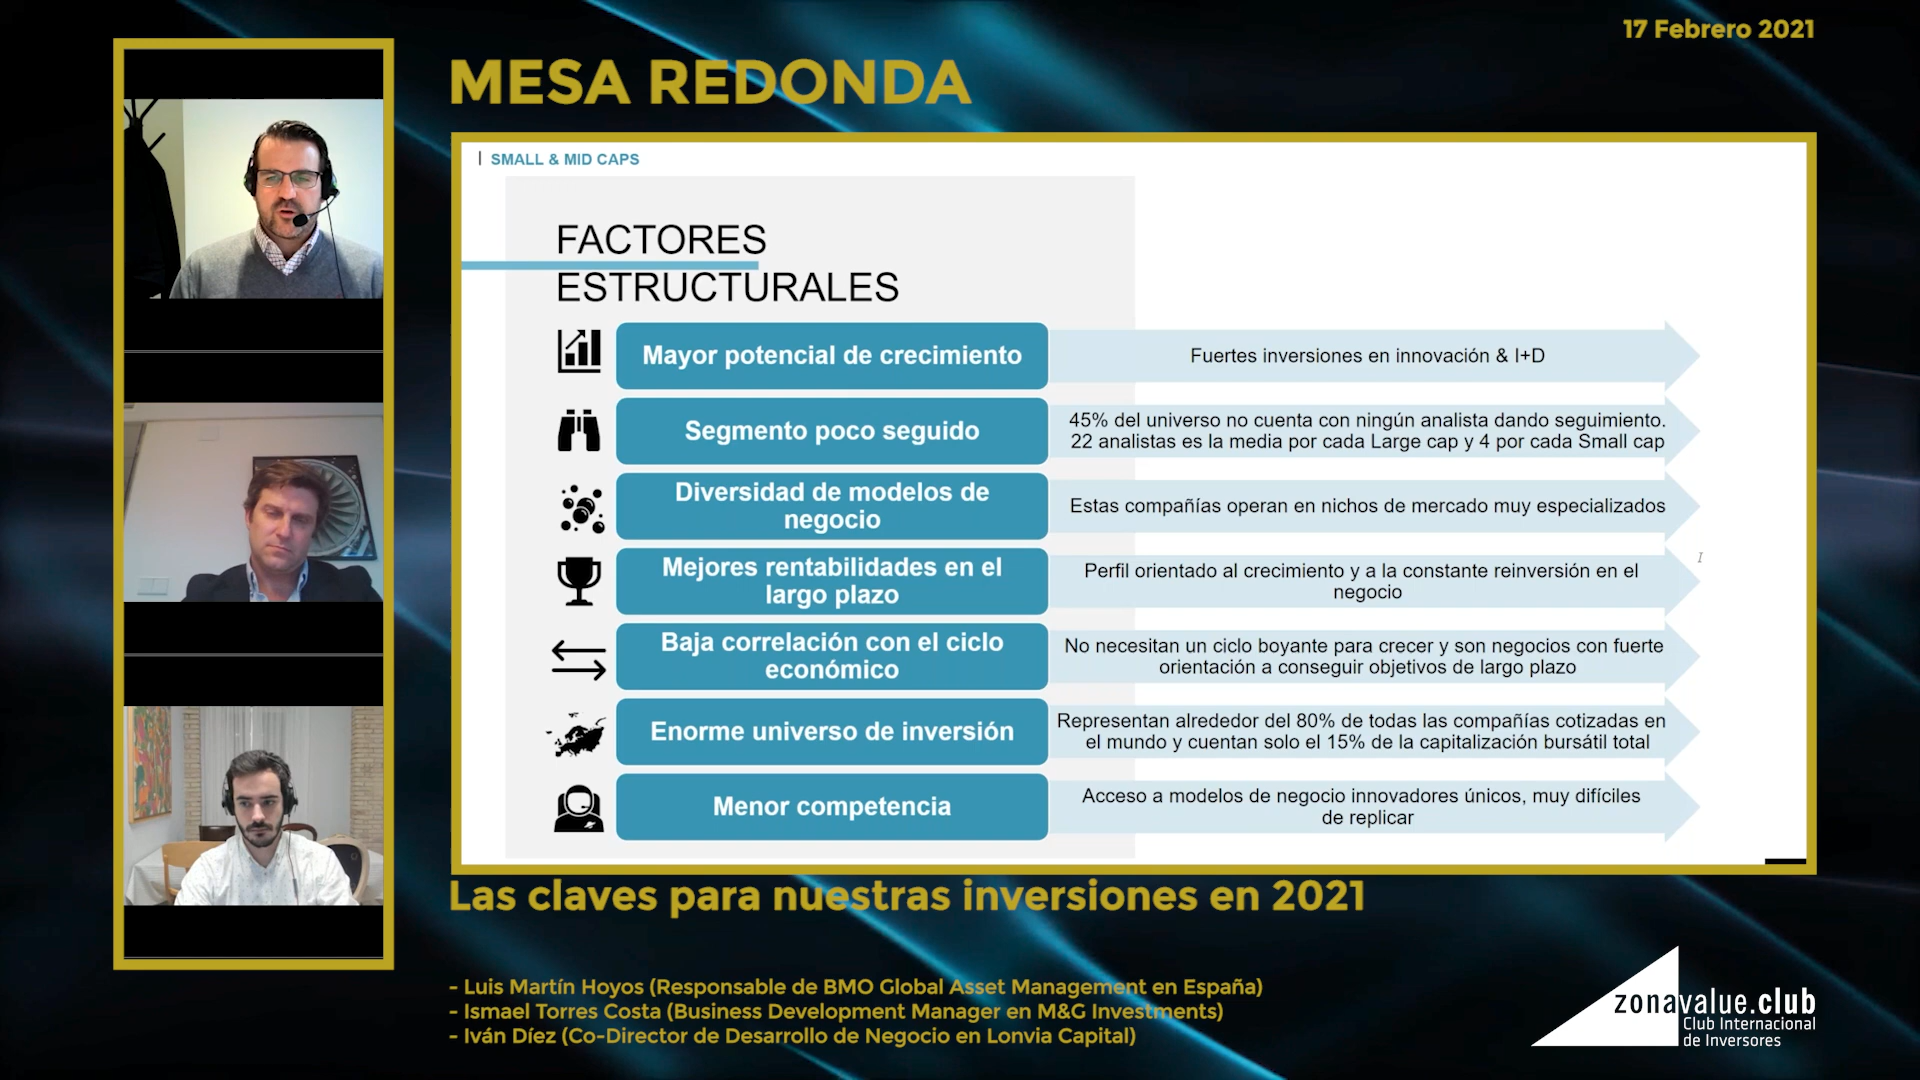 17 Febrero 2021
MESA REDONDA
SMALL & MID CAPS
FACTORES
ESTRUCTURALES
Mayor potencial de crecimiento
Fuertes inversiones en innovación & I+D
Segmento poco seguido
45% del universo no cuenta con ningún analista dando seguimiento.
22 analistas es la media por cada Large cap y 4 por cada Small cap
Diversidad de modelos de
negocio
Estas compañías operan en nichos de mercado muy especializados
Mejores rentabilidades en el
largo plazo
Perfil orientado al crecimiento y a la constante reinversión en el
negocio
Baja correlación con el ciclo
económico
No necesitan un ciclo boyante para crecer y son negocios con fuerte
orientación a conseguir objetivos de largo plazo
Enorme universo de inversión
Representan alrededor del 80% de todas las compañías cotizadas en
el mundo y cuentan solo el 15% de la capitalización bursátil total
Menor competencia
Acceso a modelos de negocio innovadores únicos, muy difíciles
de replicar
Las claves para nuestras inversiones en 2021
- Luis Martín Hoyos (Responsable de BMO Global Asset Management en España)
- Ismael Torres Costa (Business Development Manager en M&G Investments)
- Iván Díez (Co-Director de Desarrollo de Negocio en Lonvia Capital)
zonavalue.club
Club Internacional
de Inversores